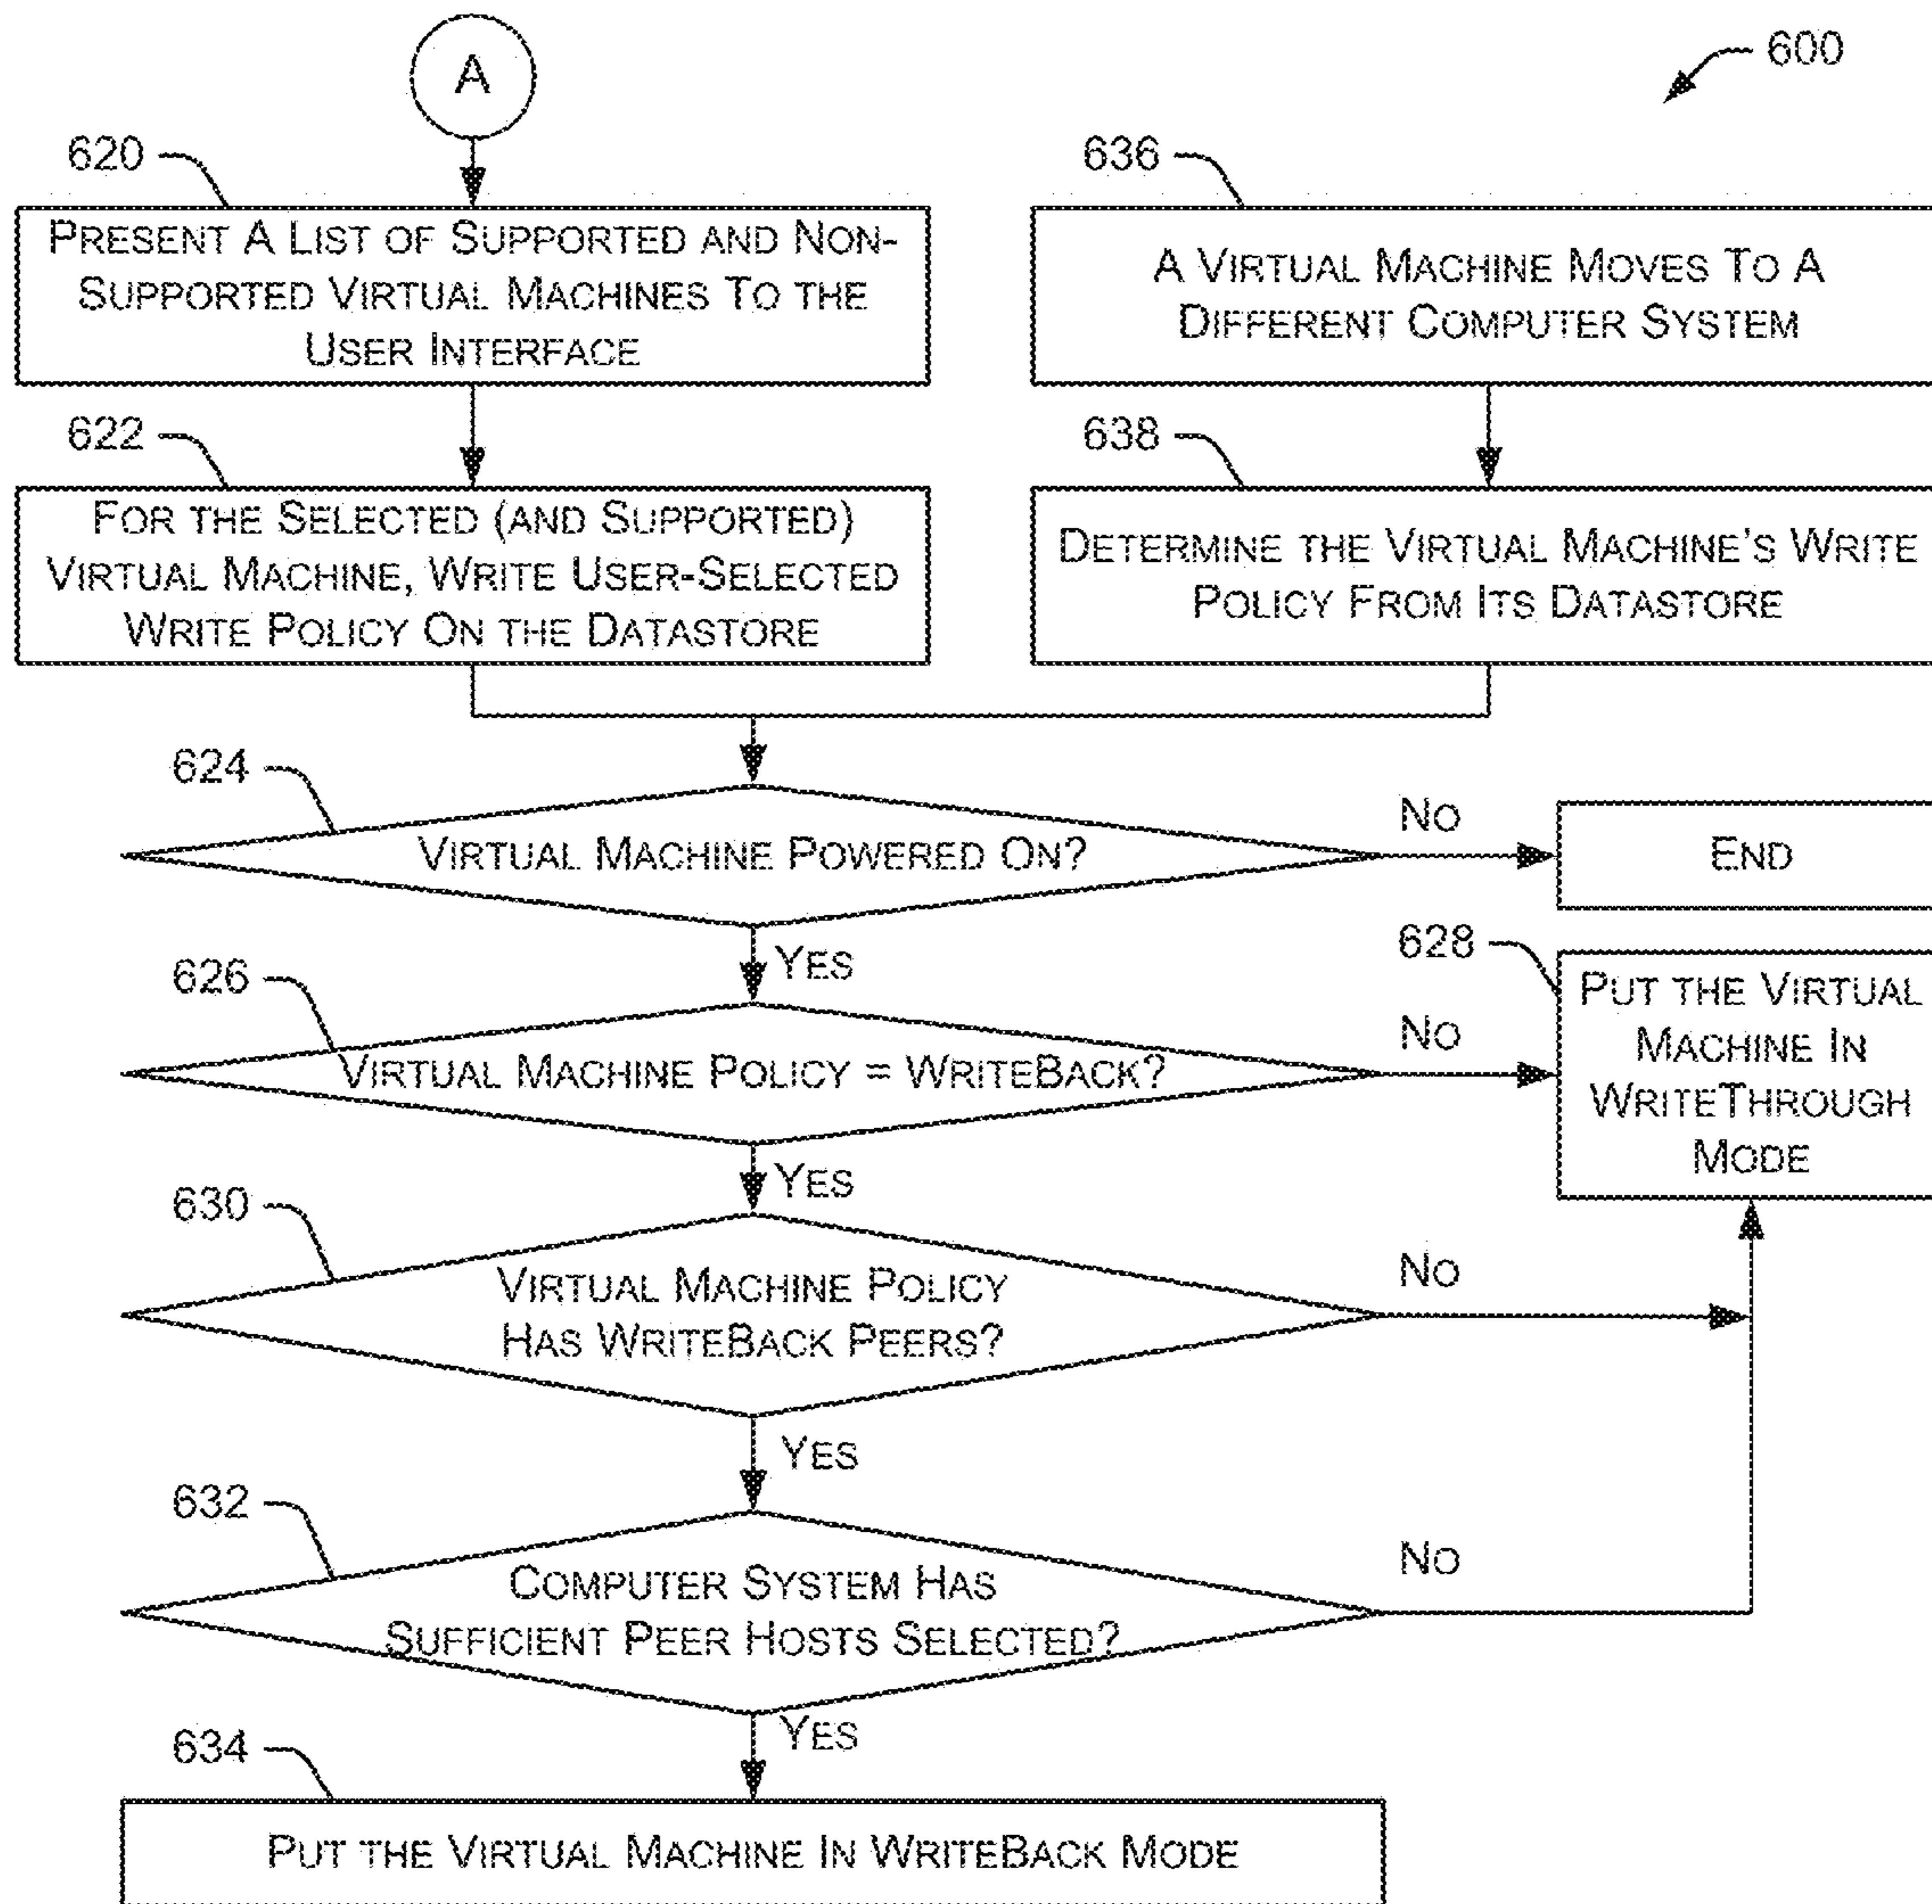 A
600
620
PRESENT A LIST OF SUPPORTED AND NON-
SUPPORTED VIRTUAL MACHINES TO THE
USER INTERFACE
636
A VIRTUAL MACHINE MOVES TO A
DIFFERENT COMPUTER SYSTEM
622
FOR THE SELECTED (AND SUPPORTED)
VIRTUAL MACHINE, WRITE USER-SELECTED
WRITE POLICY ON THE DATASTORE
638
DETERMINE THE VIRTUAL MACHINE'S WRITE
POLICY FROM ITS DATASTORE
624
VIRTUAL MACHINE POWERED ON?
NO
END
YES
626
VIRTUAL MACHINE POLICY = WRITEBACK?
NO
628
PUT THE VIRTUAL
MACHINE IN
WRITETHROUGH
MODE
YES
630
VIRTUAL MACHINE POLICY
HAS WRITEBACK PEERS?
NO
YES
632
COMPUTER SYSTEM HAS
SUFFICIENT PEER HOSTS SELECTED?
NO
YES
634
PUT THE VIRTUAL MACHINE IN WRITEBACK MODE